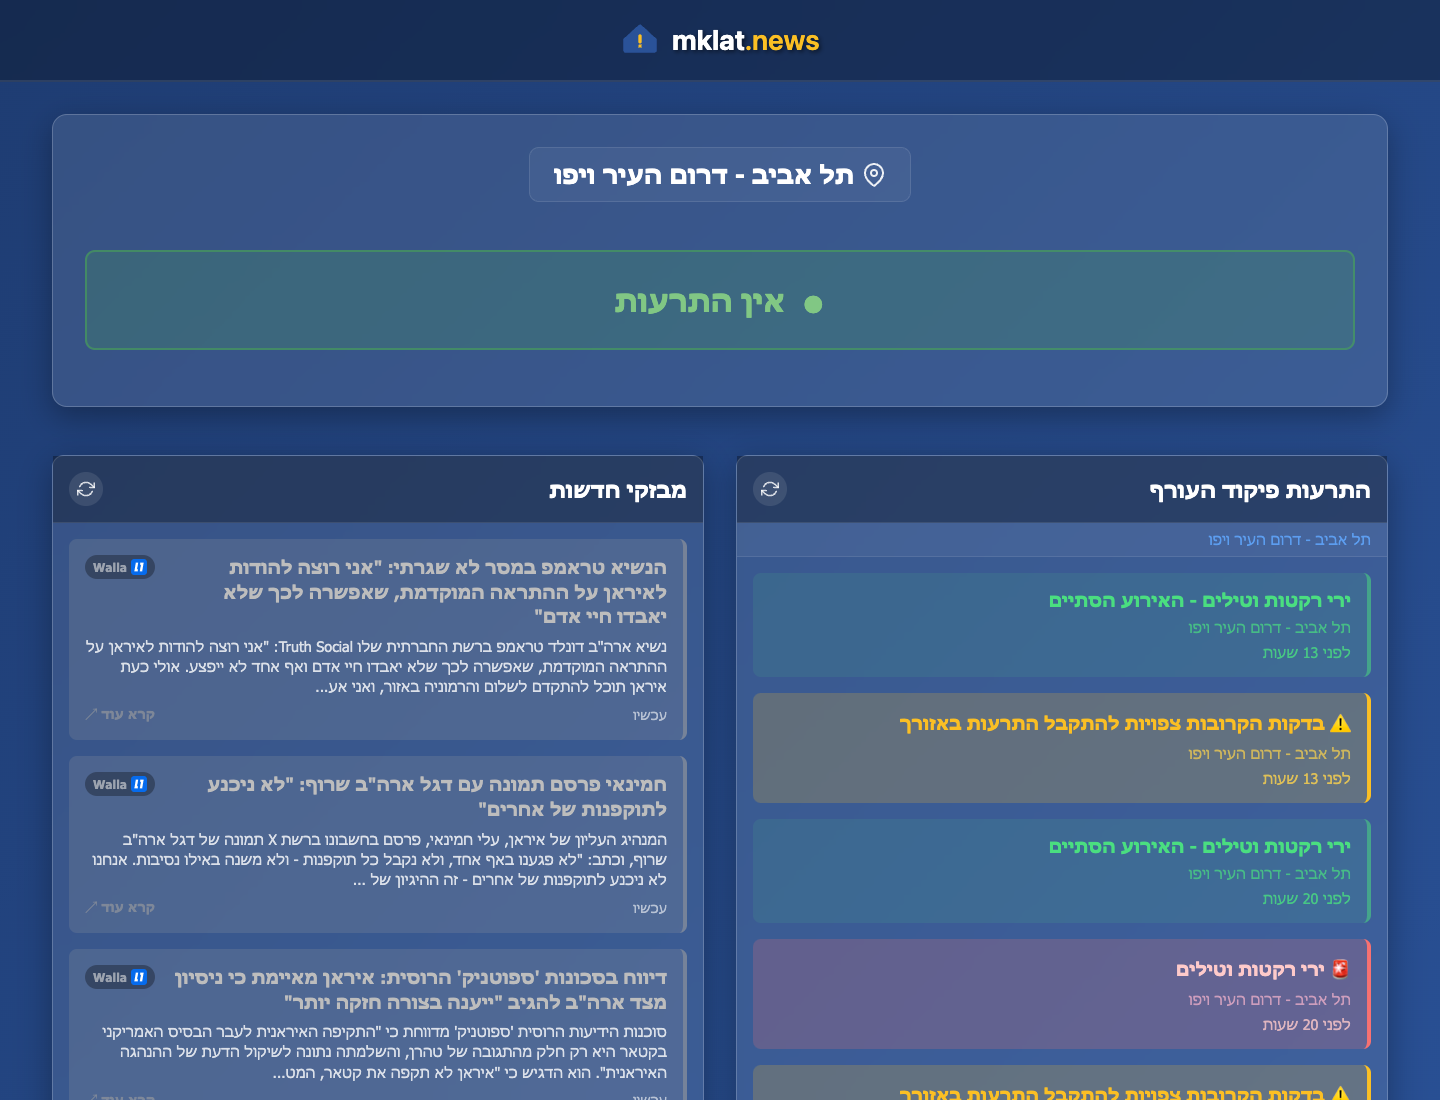 mklat.news
תל אביב - דרום העיר ויפו
אין התרעות
התרעות פיקוד העורף
תל אביב - דרום העיר ויפו
ירי רקטות וטילים - האירוע הסתיים
תל אביב - דרום העיר ויפו
לפני 13 שעות
בדקות הקרובות צפויות להתקבל התרעות באזורך
תל אביב - דרום העיר ויפו
לפני 13 שעות
ירי רקטות וטילים - האירוע הסתיים
תל אביב - דרום העיר ויפו
לפני 20 שעות
ירי רקטות וטילים
תל אביב - דרום העיר ויפו
לפני 20 שעות
בדקות הקרובות צפויות להתקבל התרעות באזורך
מבזקי חדשות
הנשיא טראמפ במסר לא שגרתי: "אני רוצה להודות
לאיראן על ההתראה המוקדמת, שאפשרה לכך שלא
יאבדו חיי אדם"
Walla
נשיא ארה"ב דונלד טראמפ ברשת החברתית שלו Truth Social: "אני רוצה להודות לאיראן על
ההתראה המוקדמת, שאפשרה לכך שלא יאבדו חיי אדם ואף אחד לא ייפצע. אולי כעת
איראן תוכל להתקדם לשלום והרמוניה באזור, ואני אע...
עכשיו
קרא עוד ↗
חמינאי פרסם תמונה עם דגל ארה"ב שרוף: "לא ניכנע
לתוקפנות של אחרים"
Walla
המנהיג העליון של איראן, עלי חמינאי, פרסם בחשבונו ברשת X תמונה של דגל ארה"ב
שרוף, וכתב: "לא פגענו באף אחד, ולא נקבל כל תוקפנות - ולא משנה באילו נסיבות. אנחנו
לא ניכנע לתוקפנות של אחרים - זה ההיגיון של ...
עכשיו
קרא עוד ↗
דיווח בסכונות 'ספוטניק' הרוסית: איראן מאיימת כי ניסיון
מצד ארה"ב להגיב "ייענה בצורה חזקה יותר"
Walla
סוכנות הידיעות הרוסית 'ספוטניק' מדווחת כי "התקיפה האיראנית לעבר הבסיס האמריקני
בקטאר היא רק חלק מהתגובה של טהרן, והשלמתה נתונה לשיקול הדעת של ההנהגה
האיראנית". הוא הדגיש כי "איראן לא תקפה את קטאר, המט...
עכשיו
קרא עוד ↗